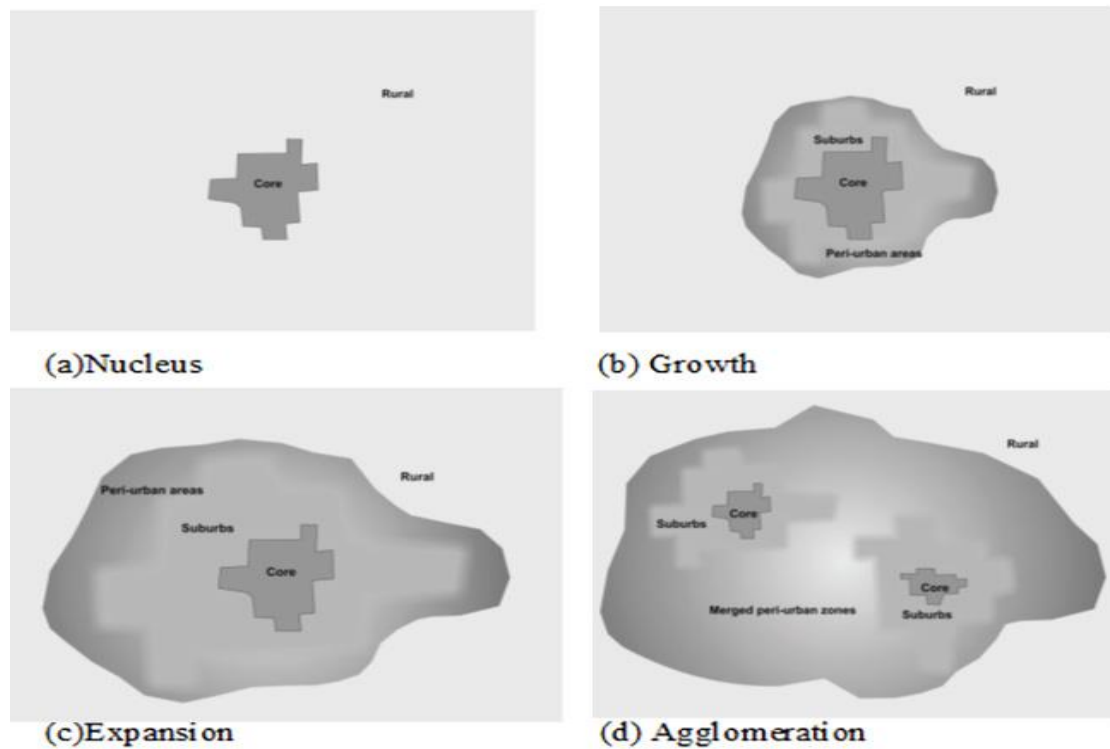 Rural
Core
(a)Nucleus
Rural
Suburbs
Core
Peri-urban areas
(b) Growth
Rural
Peri-urban areas
Suburbs
Core
(c)Expansion
Rural
Core
Suburbs
Core
Merged peri-urban zones
Suburbs
(d) Agglomeration